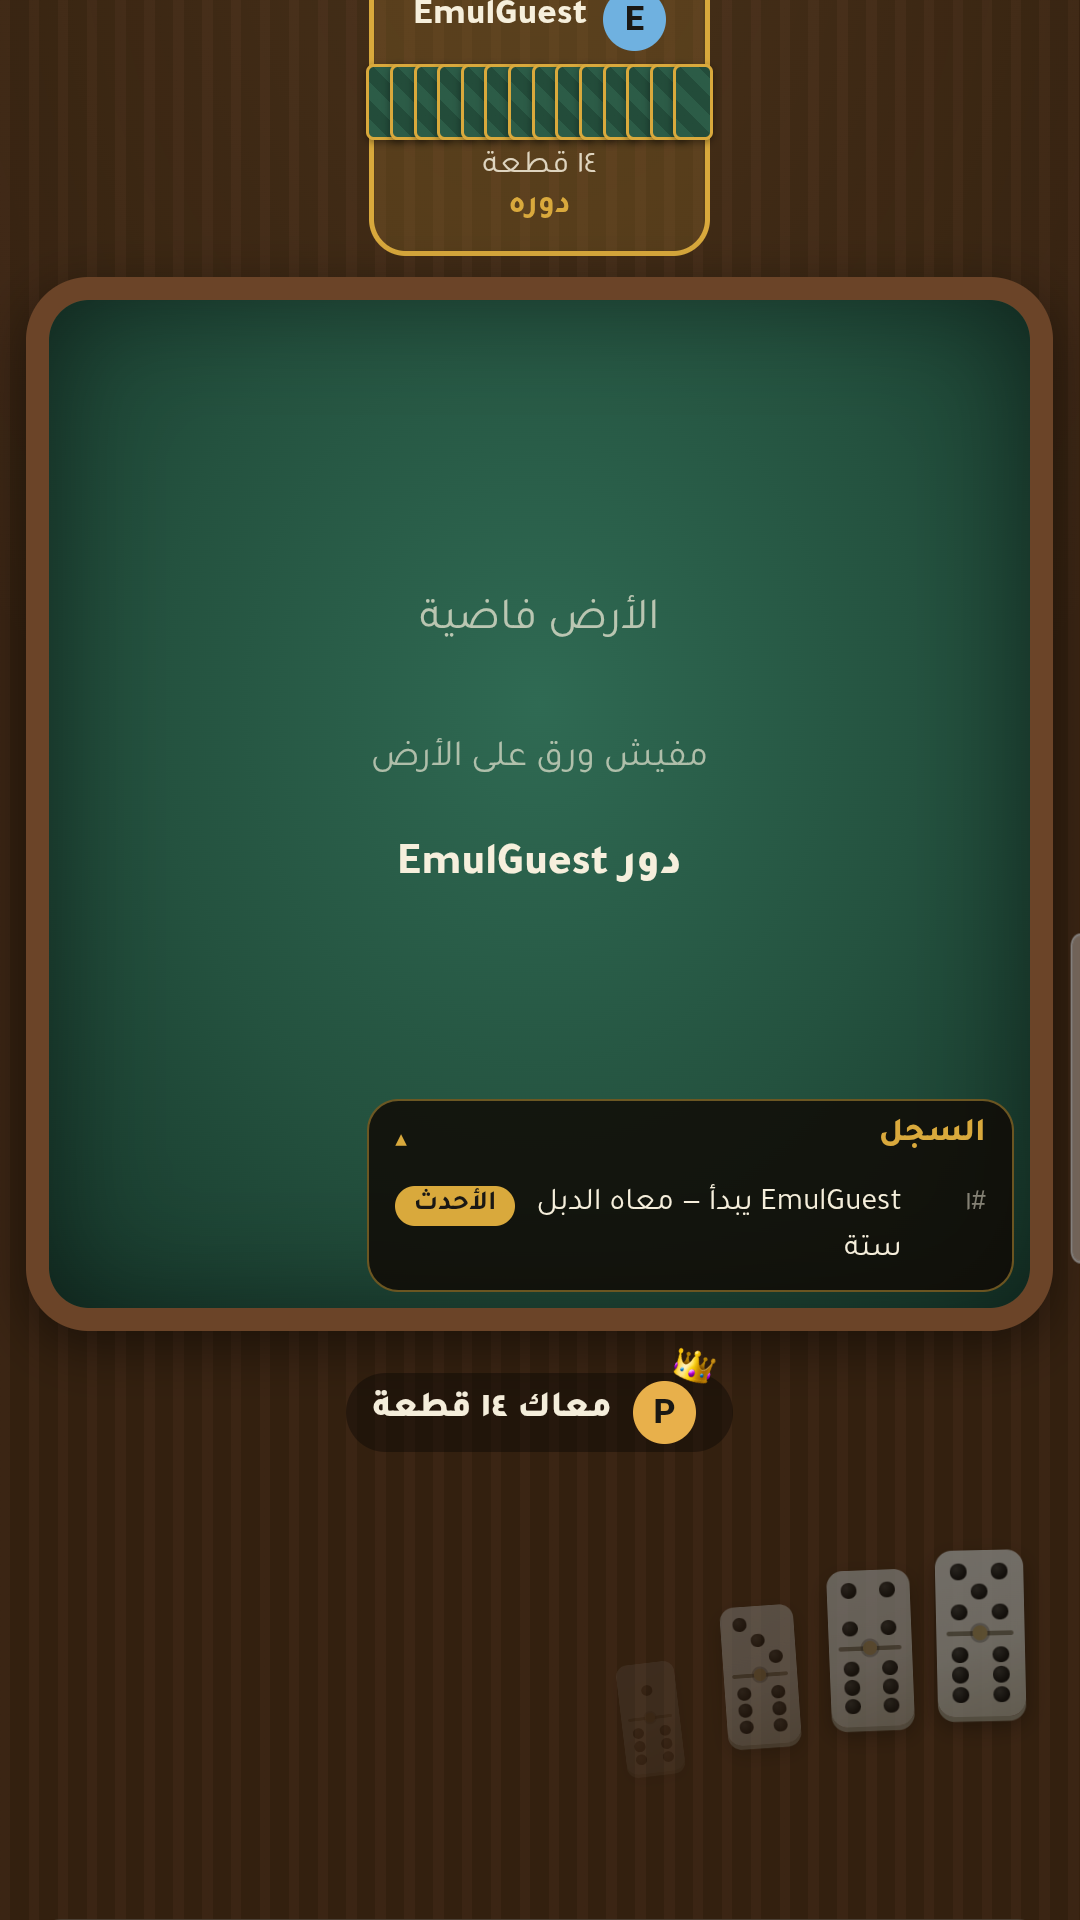 EmulGuest
E
١٤ قطعة
دوره
الأرض فاضية
مفيش ورق على الأرض
دور EmulGuest
السجل
▲
#١ EmulGuest يبدأ – معاه الدبل الأحدث
ستة
P
معاك ١٤ قطعة